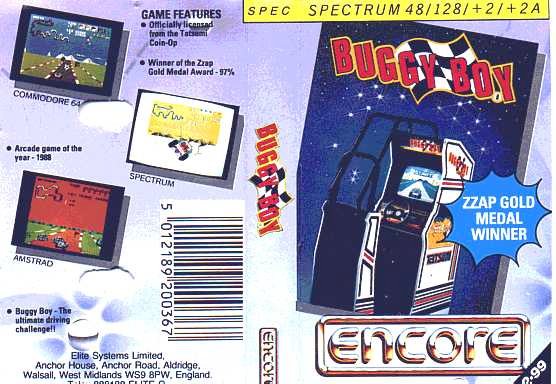 GAME FEATURES
● Officially licensed
from the Tatsumi
Coin-Op
● Winner of the Zzap
Gold Medal Award - 97%
COMMODORE 64
● Arcade game of the
year - 1988
SPECTRUM
AMSTRAD
● Buggy Boy - The
ultimate driving
challenge!!
Elite Systems Limited,
Anchor House, Anchor Road, Aldridge,
Walsall, West Midlands WS9 8PW, England.
5 012189 200367
BUGGY BOY
encore
SPEC SPECTRUM 48/128/+2/+2A
BUGGY BOY
ZZAP GOLD
MEDAL
WINNER
encore
2.99